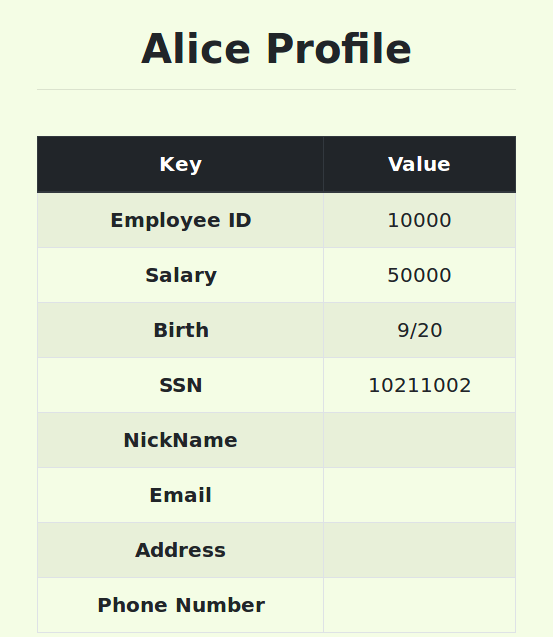 Alice Profile
Key Value
Employee ID 10000
Salary 50000
Birth 9/20
SSN 10211002
NickName
Email
Address
Phone Number